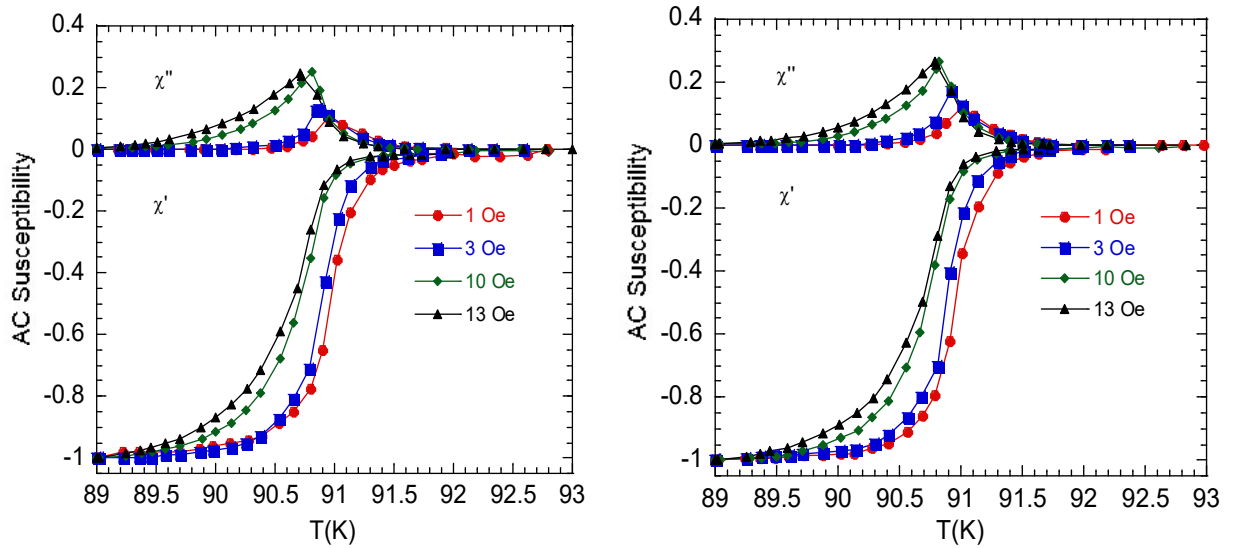 0.4
0.2
0
-0.2
-0.4
-0.6
-0.8
-1
AC Susceptibility
χ"
χ'
1 Oe
3 Oe
10 Oe
13 Oe
89 89.5 90 90.5 91 91.5 92 92.5 93
T(K)
0.4
0.2
0
-0.2
-0.4
-0.6
-0.8
-1
AC Susceptibility
χ"
χ'
1 Oe
3 Oe
10 Oe
13 Oe
89 89.5 90 90.5 91 91.5 92 92.5 93
T(K)